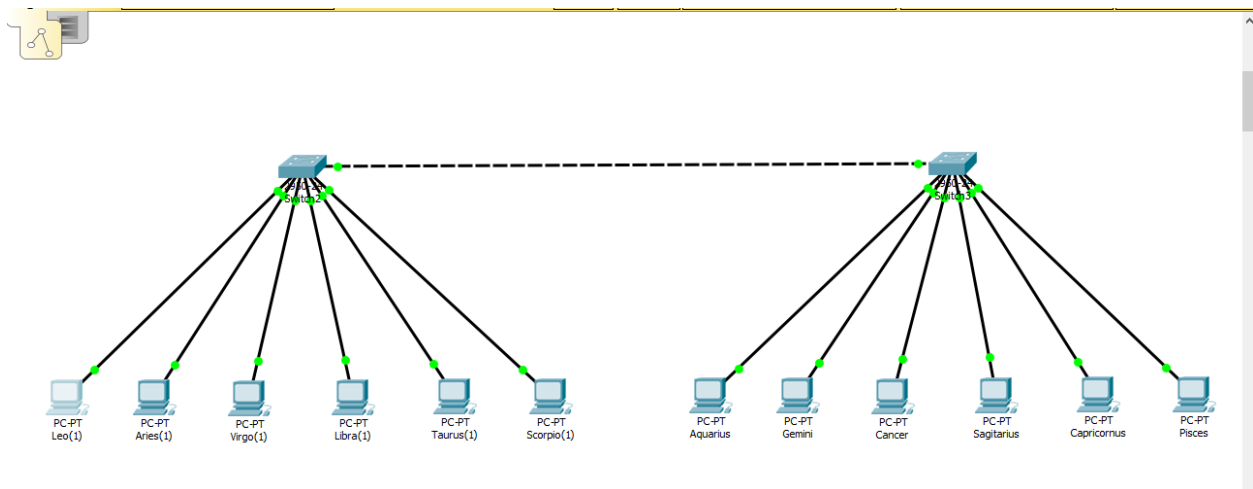 Switch2
Switch3
PC-PT
Leo(1)
PC-PT
Aries(1)
PC-PT
Virgo(1)
PC-PT
Libra(1)
PC-PT
Taurus(1)
PC-PT
Scorpio(1)
PC-PT
Aquarius
PC-PT
Gemini
PC-PT
Cancer
PC-PT
Sagitarius
PC-PT
Capricornus
PC-PT
Pisces